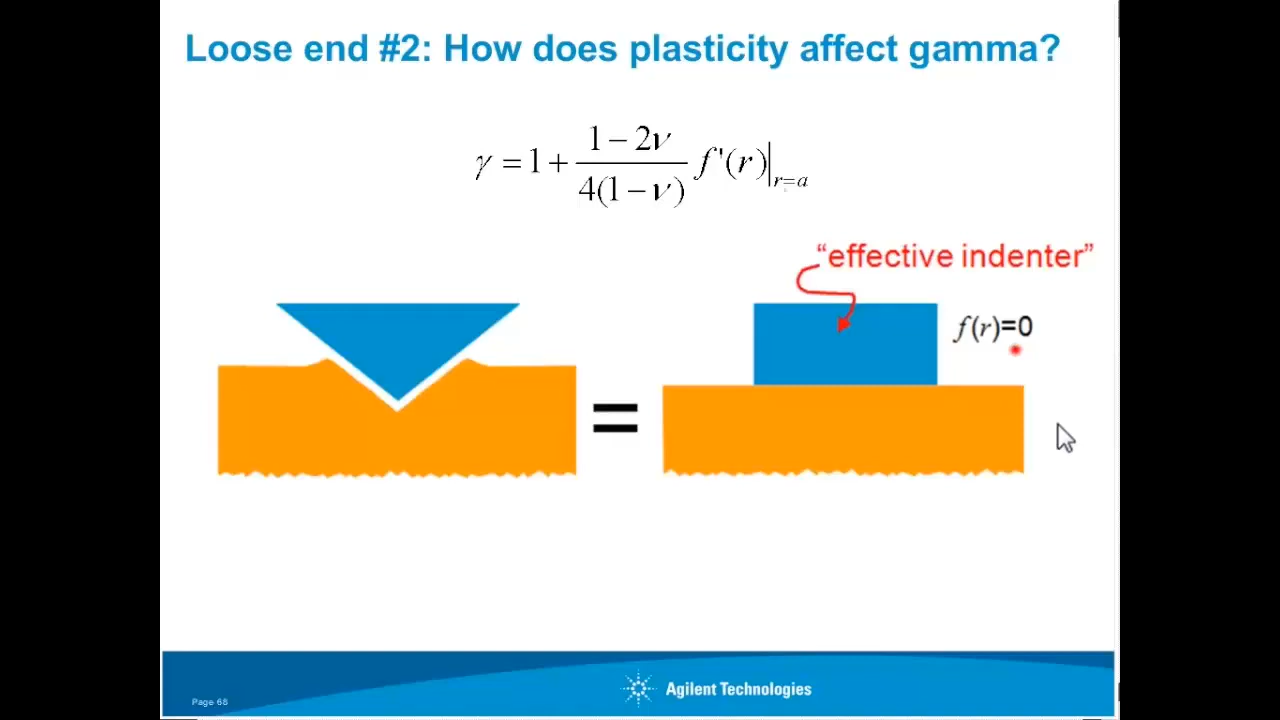 Loose end #2: How does plasticity affect gamma?
γ = 1 + \frac{1 − 2ν}{4(1 − ν)} f'(r)|_{r=a}
“effective indenter”
f(r)=0
=
Page 68
Agilent Technologies